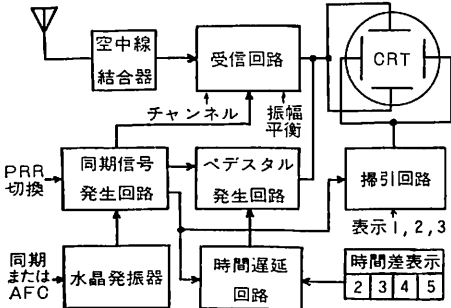 空中線
結合器
受信回路
CRT
チャンネル
振幅
平衡
PRR
切換
同期信号
発生回路
ペデスタル
発生回路
掃引回路
表示1,2,3
同期
または
AFC
水晶発振器
時間遅延
回路
時間差表示
2 3 4 5